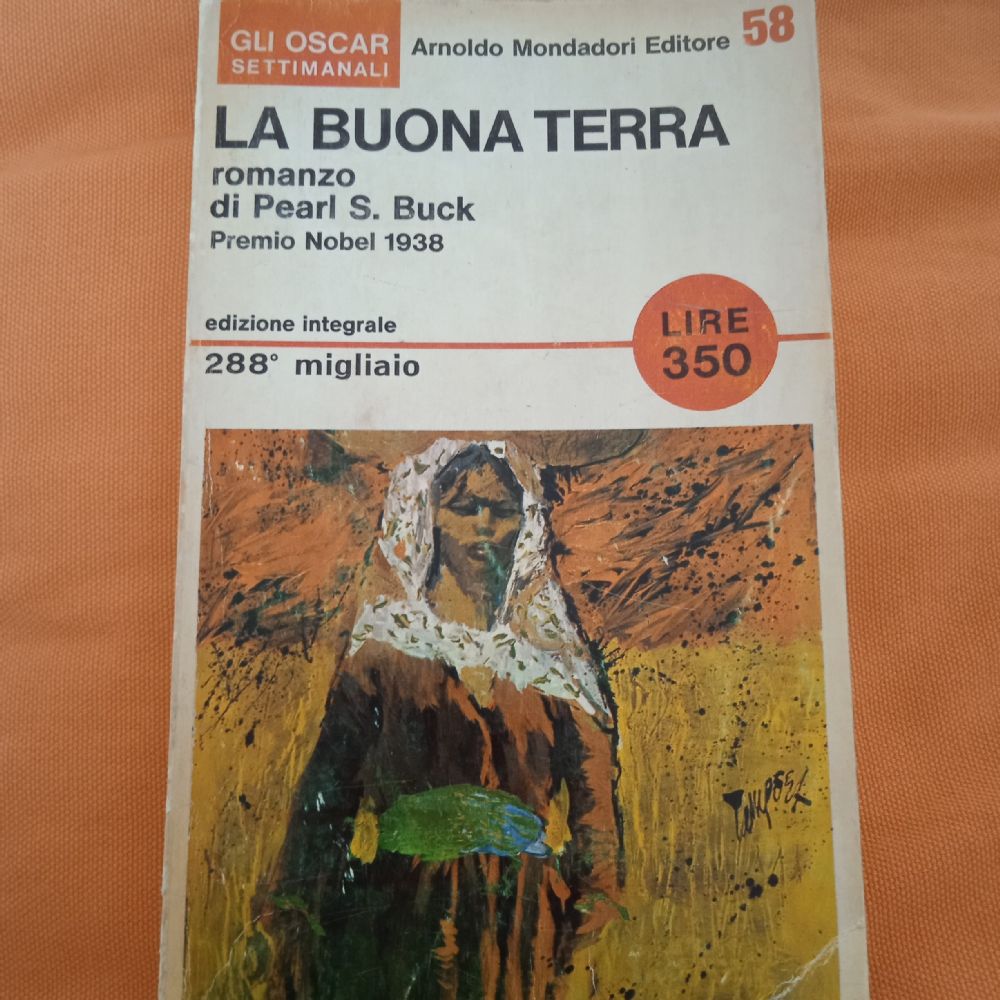 GLI OSCAR
SETTIMANALI
Arnoldo Mondadori Editore 58
LA BUONA TERRA
romanzo
di Pearl S. Buck
Premio Nobel 1938
edizione integrale
288° migliaio
LIRE
350